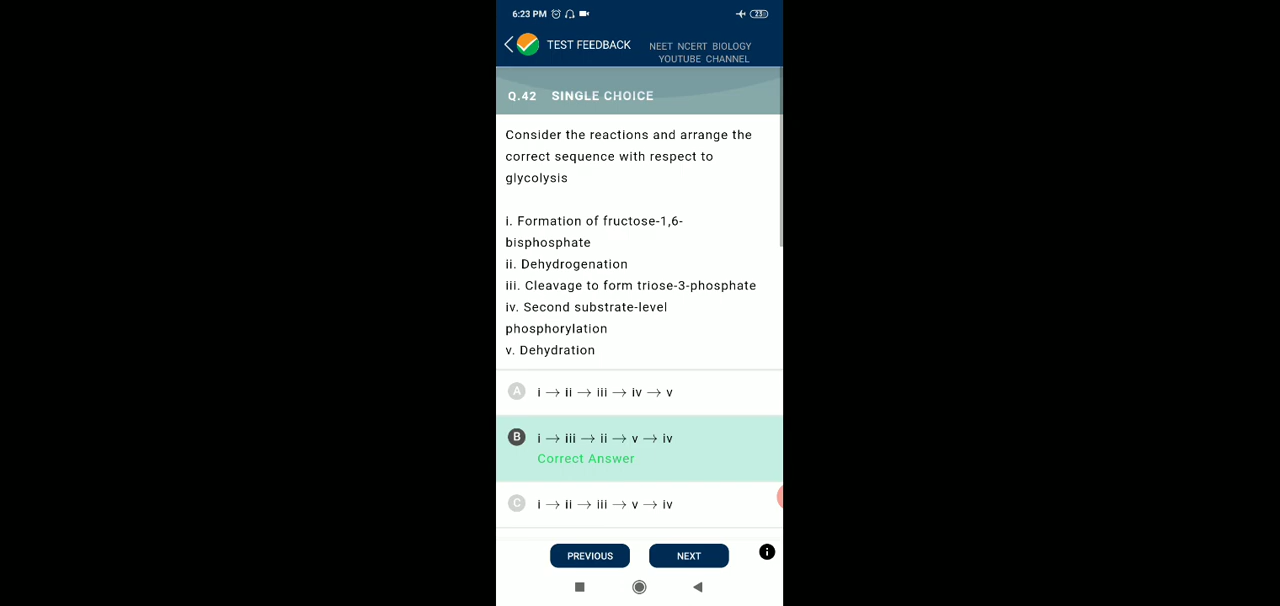 6:23 PM
23
TEST FEEDBACK
NEET NCERT BIOLOGY
YOUTUBE CHANNEL
Q.42 SINGLE CHOICE
Consider the reactions and arrange the
correct sequence with respect to
glycolysis
i. Formation of fructose-1,6-
bisphosphate
ii. Dehydrogenation
iii. Cleavage to form triose-3-phosphate
iv. Second substrate-level
phosphorylation
v. Dehydration
A i → ii → iii → iv → v
B i → iii → ii → v → iv
Correct Answer
C i → ii → iii → v → iv
PREVIOUS NEXT i